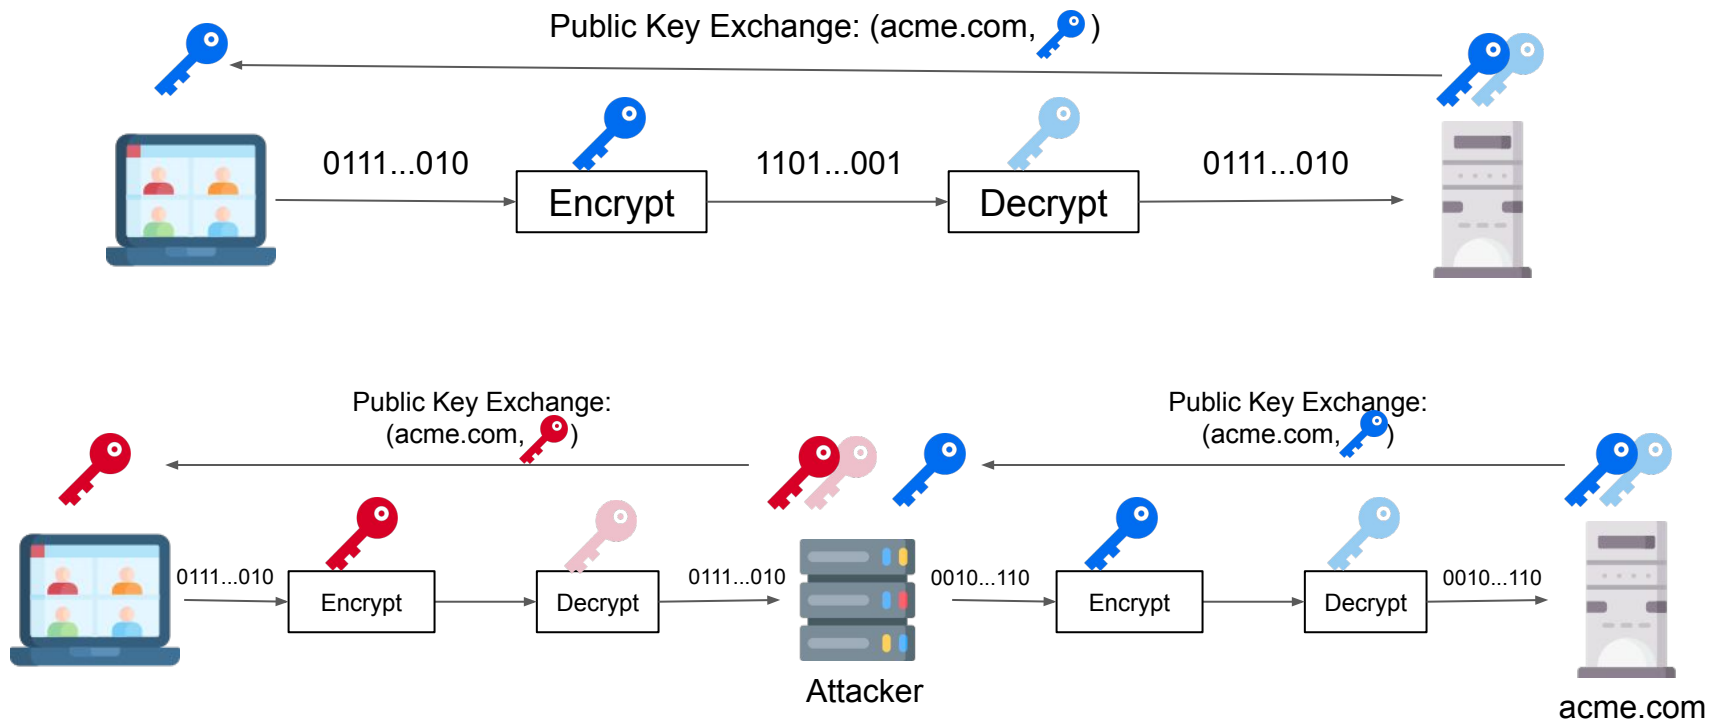 Public Key Exchange: (acme.com, )
0111...010
Encrypt
1101...001
Decrypt
0111...010
Public Key Exchange:
(acme.com, )
Public Key Exchange:
(acme.com, )
0111...010
Encrypt
Decrypt
0111...010
0010...110
Encrypt
Decrypt
0010...110
Attacker
acme.com